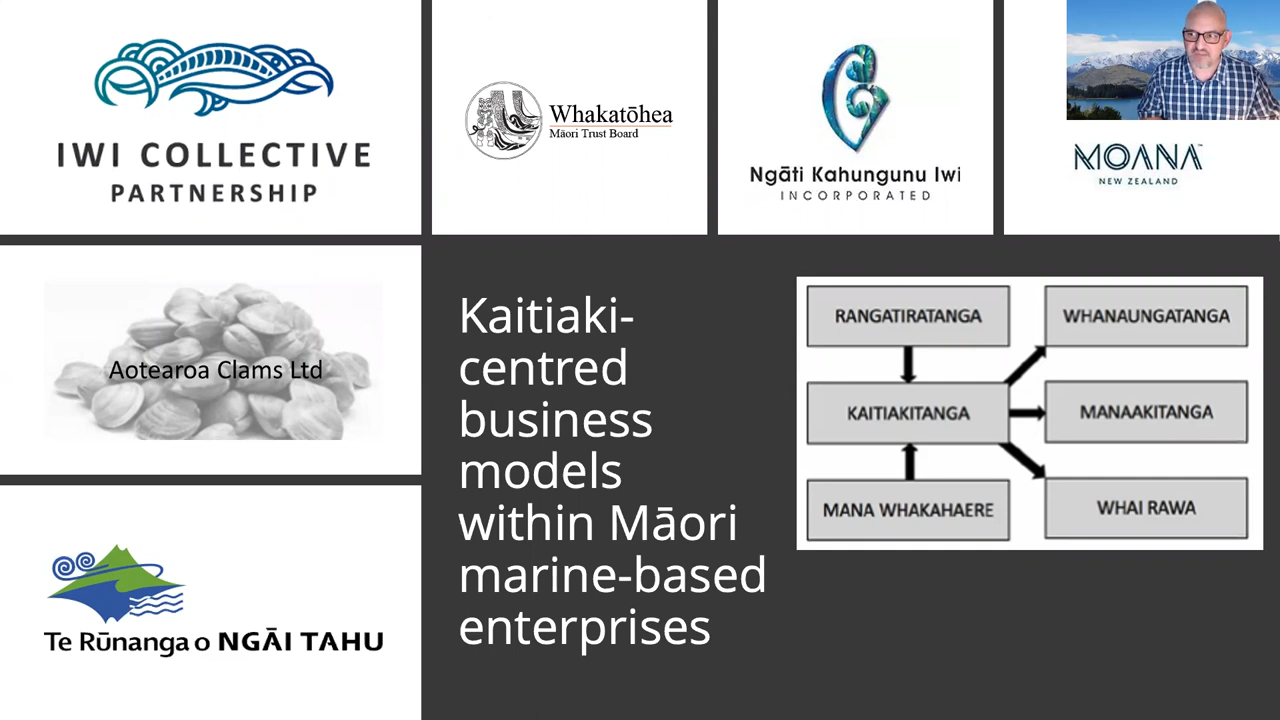 IWI COLLECTIVE
PARTNERSHIP
Whakatōhea
Māori Trust Board
Ngāti Kahungunu Iwi
INCORPORATED
MOANA™
NEW ZEALAND
Aotearoa Clams Ltd
Te Rūnanga o NGĀI TAHU
Kaitiaki-
centred
business
models
within Māori
marine-based
enterprises
RANGATIRATANGA
WHANAUNGATANGA
KAITIAKITANGA
MANAAKITANGA
MANA WHAKAHAERE
WHAI RAWA